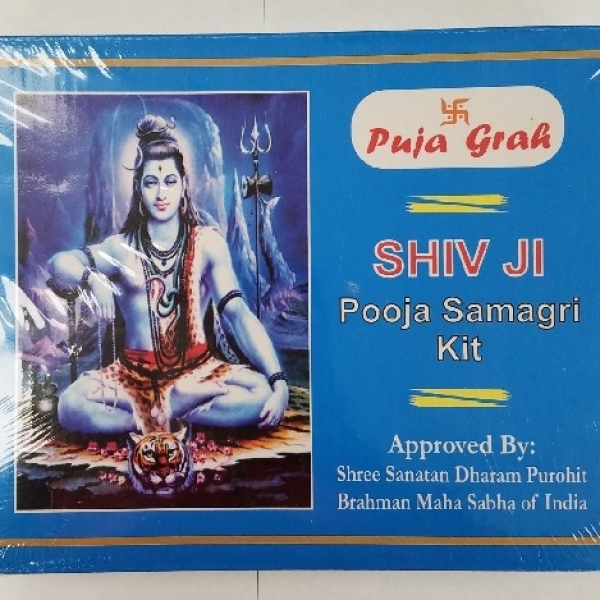 Puja Grah
SHIV JI
Pooja Samagri
Kit
Approved By:
Shree Sanatan Dharam Purohit
Brahman Maha Sabha of India